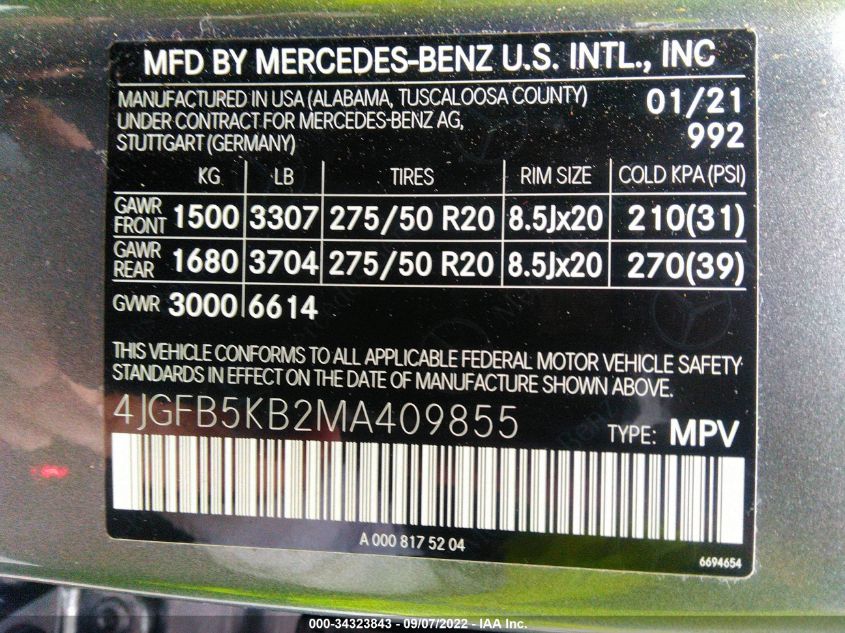 MFD BY MERCEDES-BENZ U.S. INTL., INC
MANUFACTURED IN USA (ALABAMA, TUSCALOOSA COUNTY) 01/21
UNDER CONTRACT FOR MERCEDES-BENZ AG, 992
STUTTGART (GERMANY)
KG LB TIRES RIM SIZE COLD KPA (PSI)
GAWR FRONT 1500 3307 275/50 R20 8.5Jx20 210(31)
GAWR REAR 1680 3704 275/50 R20 8.5Jx20 270(39)
GVWR 3000 6614
THIS VEHICLE CONFORMS TO ALL APPLICABLE FEDERAL MOTOR VEHICLE SAFETY
STANDARDS IN EFFECT ON THE DATE OF MANUFACTURE SHOWN ABOVE.
4JGFB5KB2MA409855 TYPE: MPV
A 000 817 52 04
6694654
000-34323843 - 09/07/2022 - IAA Inc.